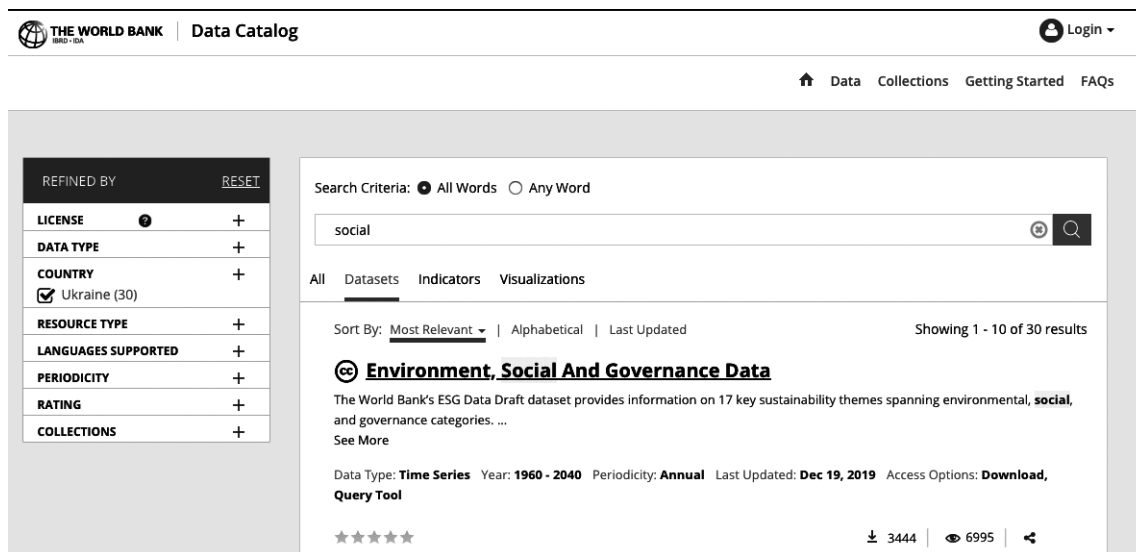 THE WORLD BANK
IBRD • IDA
Data Catalog
Login
Data Collections Getting Started FAQs
REFINED BY RESET
LICENSE ? +
DATA TYPE +
COUNTRY +
Ukraine (30)
RESOURCE TYPE +
LANGUAGES SUPPORTED +
PERIODICITY +
RATING +
COLLECTIONS +
Search Criteria: All Words Any Word
social
All Datasets Indicators Visualizations
Sort By: Most Relevant | Alphabetical | Last Updated Showing 1 - 10 of 30 results
cc Environment, Social And Governance Data
The World Bank's ESG Data Draft dataset provides information on 17 key sustainability themes spanning environmental, social,
and governance categories. ...
See More
Data Type: Time Series Year: 1960 - 2040 Periodicity: Annual Last Updated: Dec 19, 2019 Access Options: Download,
Query Tool
3444 | 6995 |